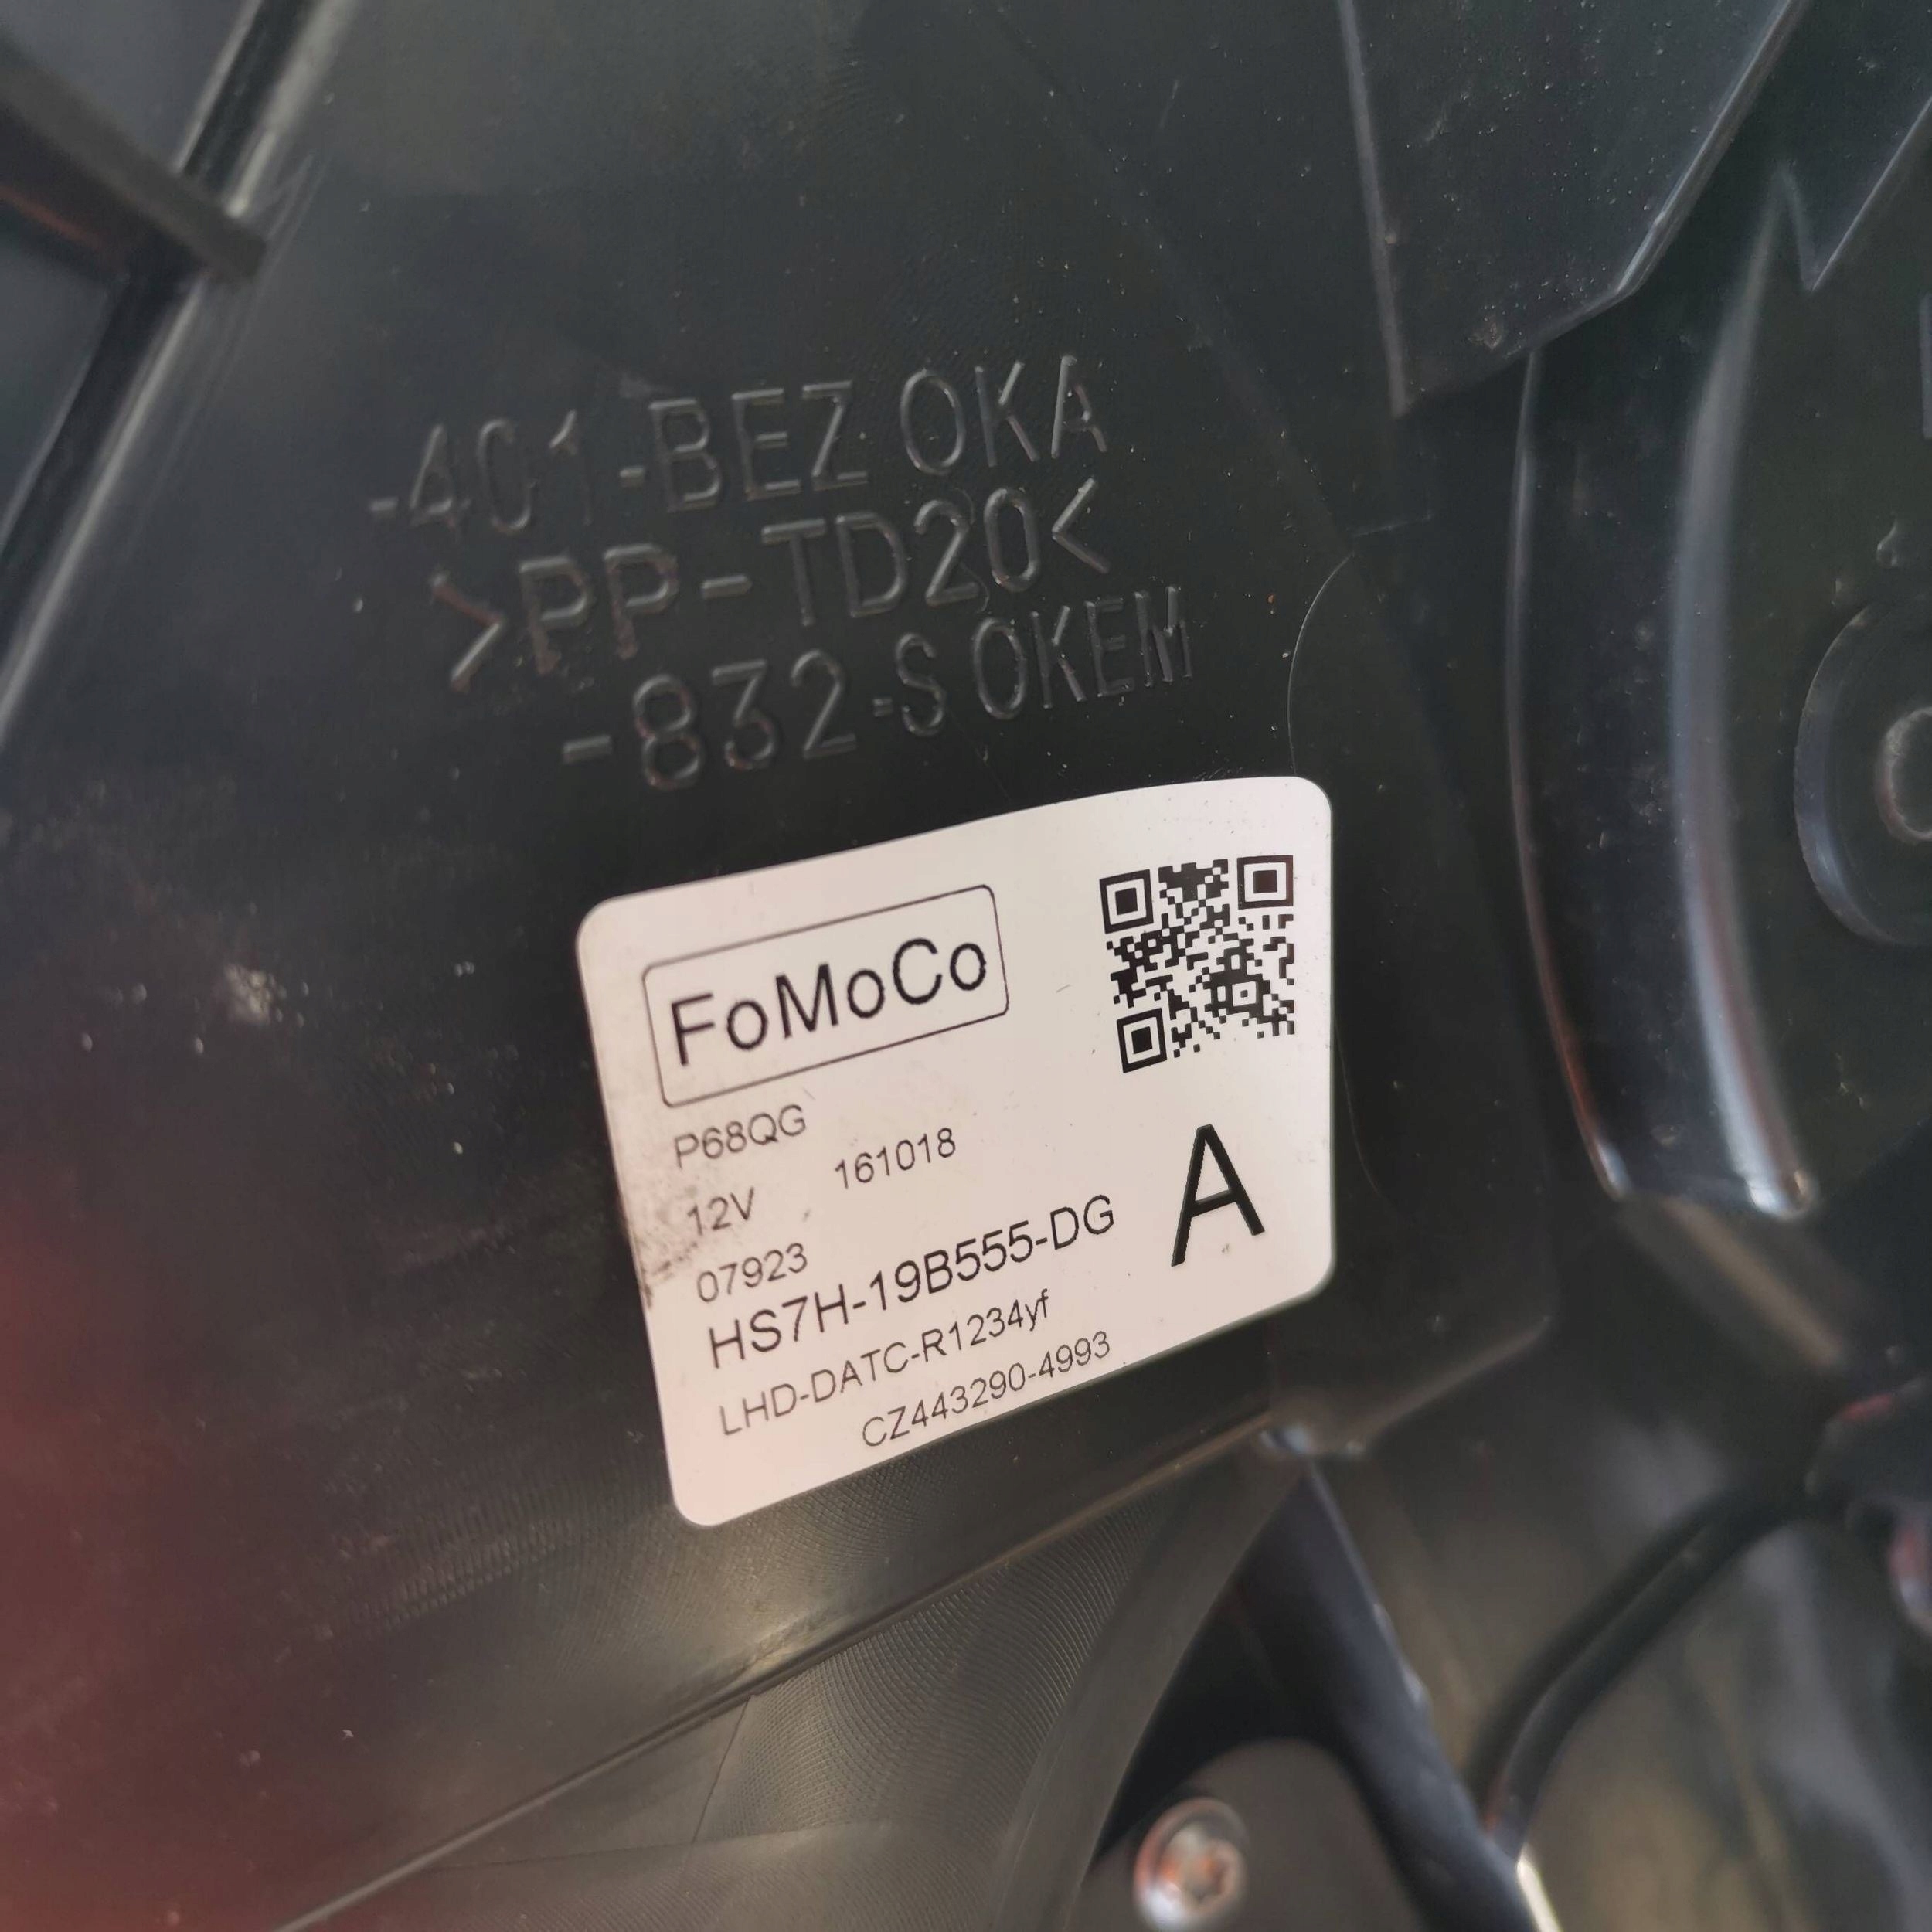 -401-BEZ OKA
>PP-TD20<
-832-S OKEM
FoMoCo
P68QG
12V 161018
07923
HS7H-19B555-DG
A
LHD-DATC-R1234yf
CZ443290-4993